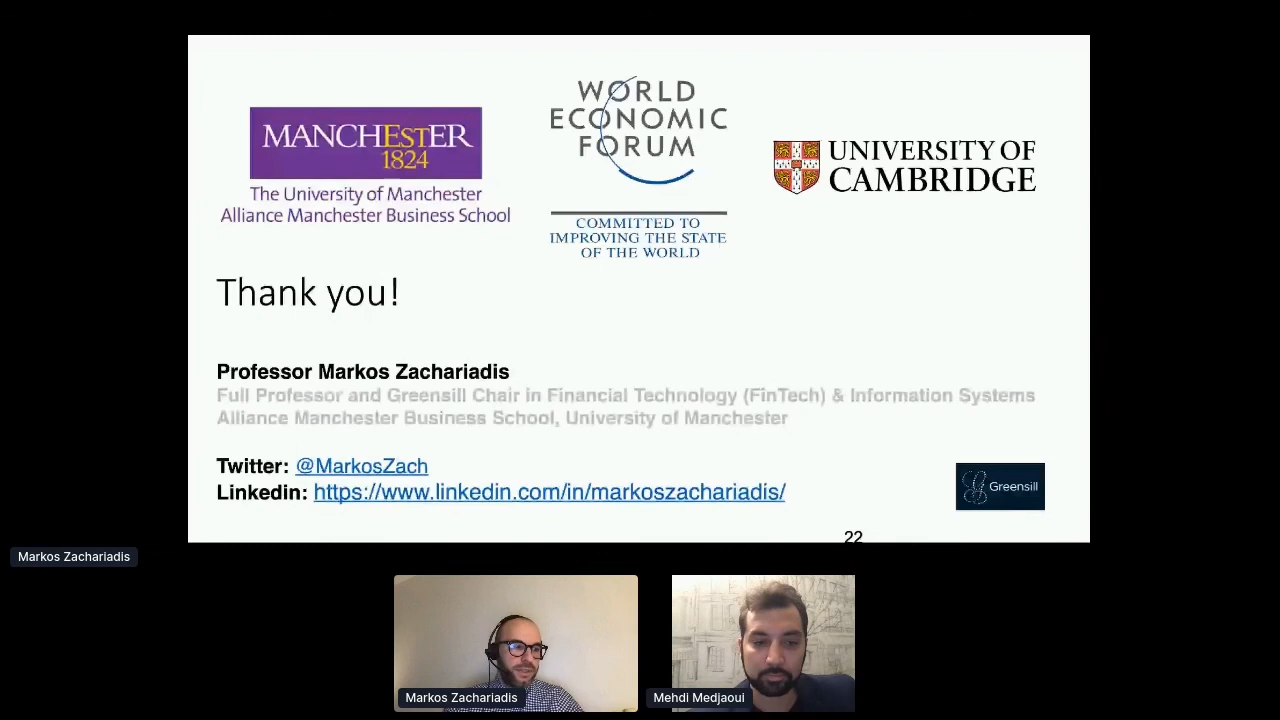 MANCHESTER
1824
The University of Manchester
Alliance Manchester Business School
WORLD
ECONOMIC
FORUM
COMMITTED TO
IMPROVING THE STATE
OF THE WORLD
UNIVERSITY OF
CAMBRIDGE
Thank you!
Professor Markos Zachariadis
Full Professor and Greensill Chair in Financial Technology (FinTech) & Information Systems
Alliance Manchester Business School, University of Manchester
Twitter: @MarkosZach
Linkedin: https://www.linkedin.com/in/markoszachariadis/
Greensill
22
Markos Zachariadis
Markos Zachariadis
Mehdi Medjaoui